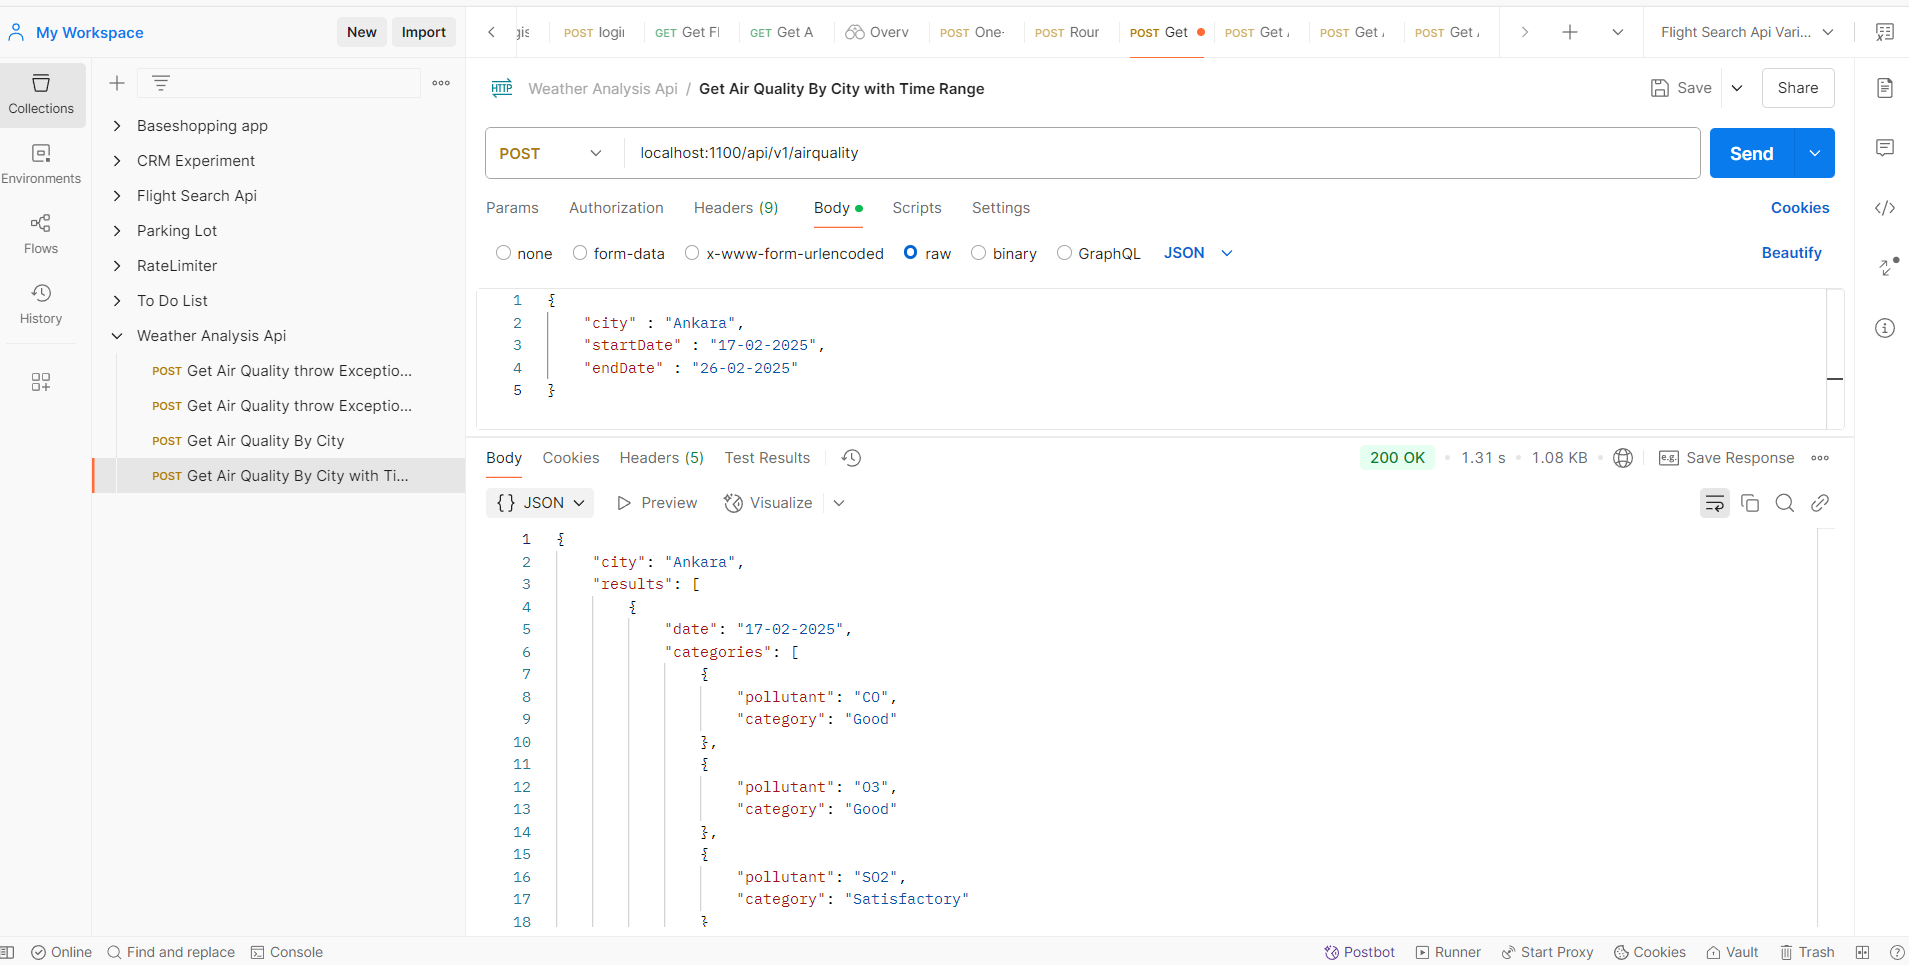 My Workspace
New
Import
gis
POST login
GET Get Fl
GET Get A
Overv
POST One-
POST Rour
POST Get
POST Get
POST Get
POST Get
Flight Search Api Vari...
Collections
Environments
Flows
History
Baseshopping app
CRM Experiment
Flight Search Api
Parking Lot
RateLimiter
To Do List
Weather Analysis Api
POST Get Air Quality throw Exceptio...
POST Get Air Quality throw Exceptio...
POST Get Air Quality By City
POST Get Air Quality By City with Ti...
HTTP Weather Analysis Api / Get Air Quality By City with Time Range
Save
Share
POST localhost:1100/api/v1/airquality
Send
Params Authorization Headers (9) Body Scripts Settings
Cookies
none form-data x-www-form-urlencoded raw binary GraphQL JSON
Beautify
1 {
2 "city" : "Ankara",
3 "startDate" : "17-02-2025",
4 "endDate" : "26-02-2025"
5 }
Body Cookies Headers (5) Test Results
200 OK • 1.31 s • 1.08 KB
e.g. Save Response
{} JSON Preview Visualize
1 {
2 "city": "Ankara",
3 "results": [
4 {
5 "date": "17-02-2025",
6 "categories": [
7 {
8 "pollutant": "CO",
9 "category": "Good"
10 },
11 {
12 "pollutant": "O3",
13 "category": "Good"
14 },
15 {
16 "pollutant": "SO2",
17 "category": "Satisfactory"
18 }
Online Find and replace Console
Postbot Runner Start Proxy Cookies Vault Trash